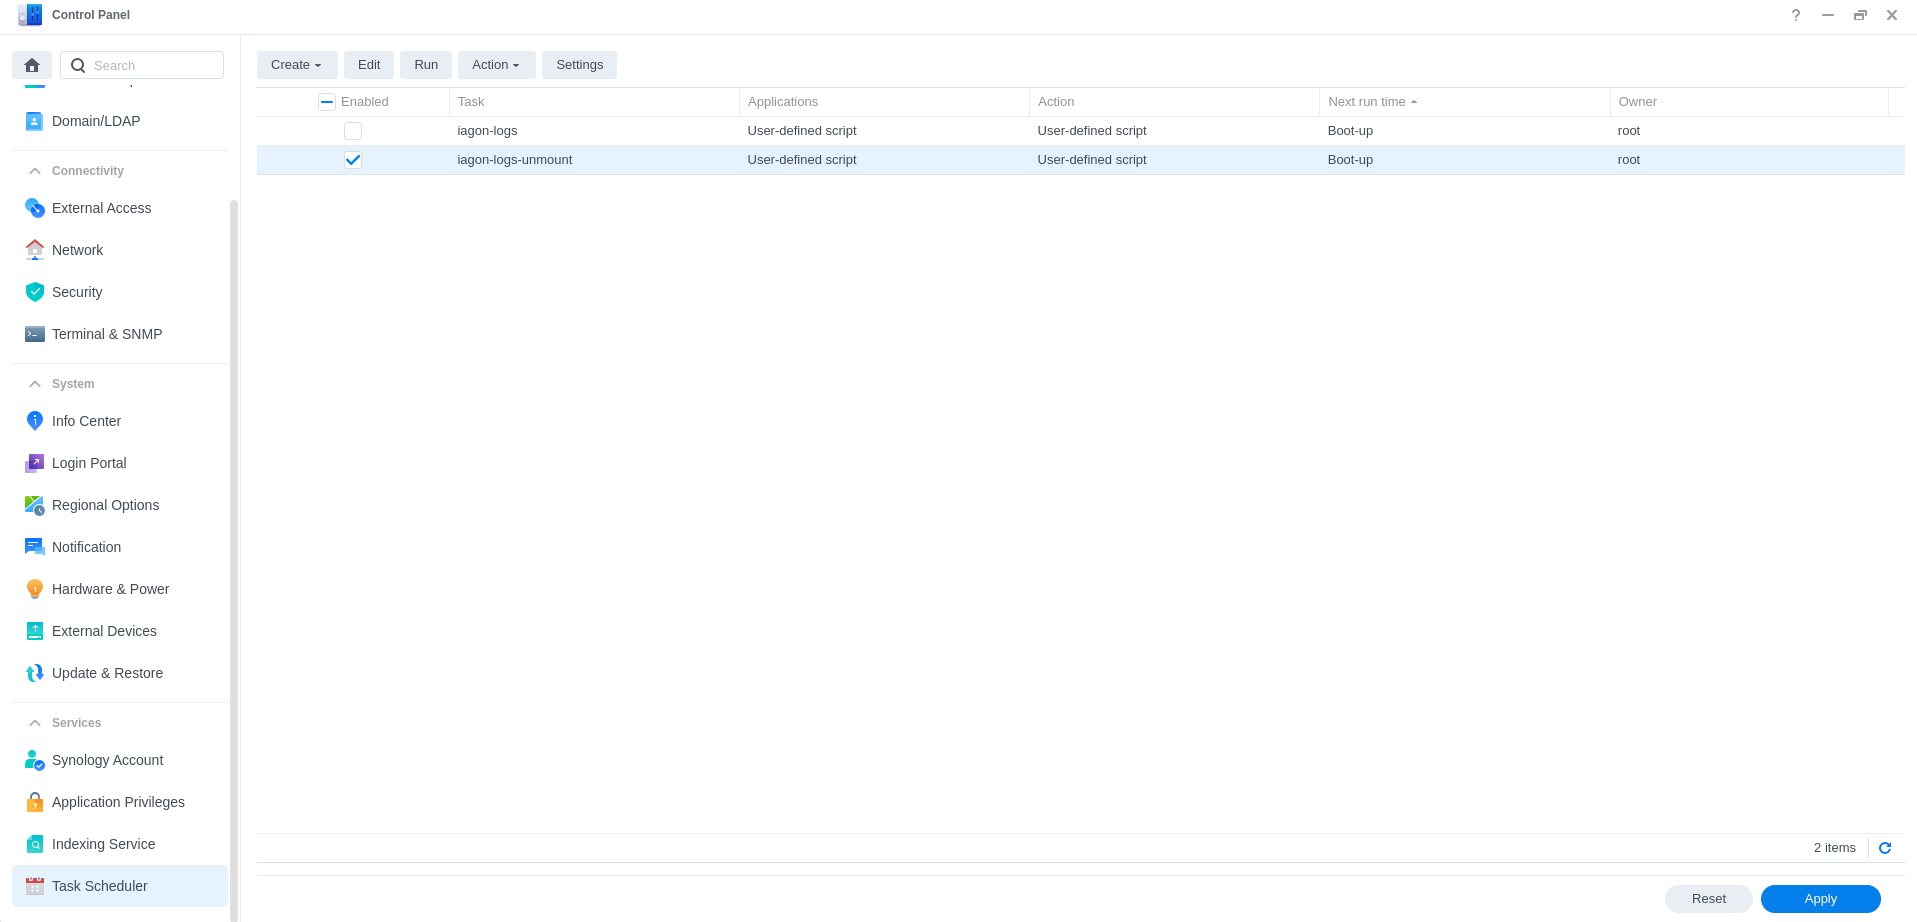 Control Panel
Search
Create
Edit
Run
Action
Settings
Domain/LDAP
Connectivity
External Access
Network
Security
Terminal & SNMP
System
Info Center
Login Portal
Regional Options
Notification
Hardware & Power
External Devices
Update & Restore
Services
Synology Account
Application Privileges
Indexing Service
Task Scheduler
Enabled Task Applications Action Next run time Owner
iagon-logs User-defined script User-defined script Boot-up root
iagon-logs-unmount User-defined script User-defined script Boot-up root
2 items
Reset
Apply